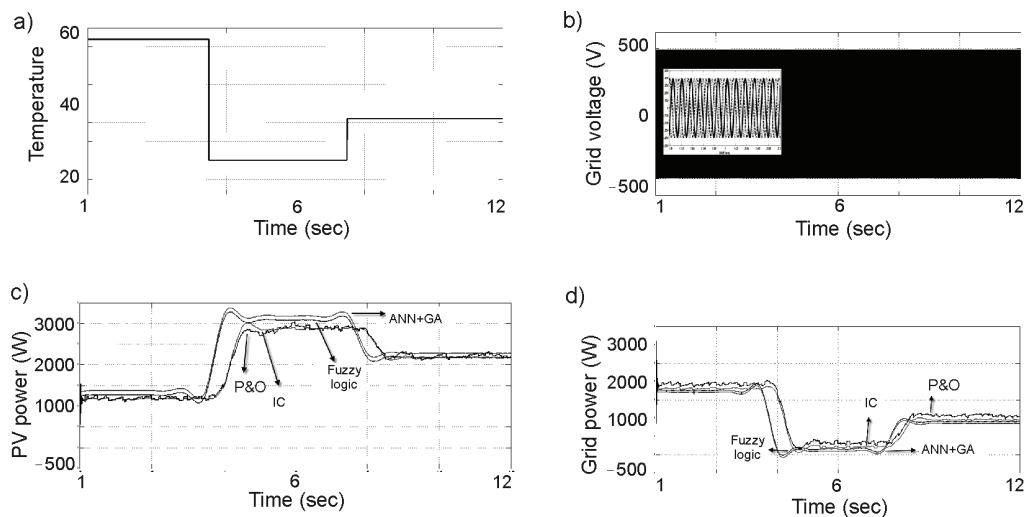 a)
60
40
20
Temperature
1
6
12
Time (sec)
b)
500
0
−500
Grid voltage (V)
1
6
12
Time (sec)
c)
3000
2000
1000
−500
PV power (W)
ANN+GA
Fuzzy
logic
P&O
IC
1
6
12
Time (sec)
d)
3000
2000
1000
−500
Grid power (W)
P&O
IC
Fuzzy
logic
ANN+GA
1
6
12
Time (sec)